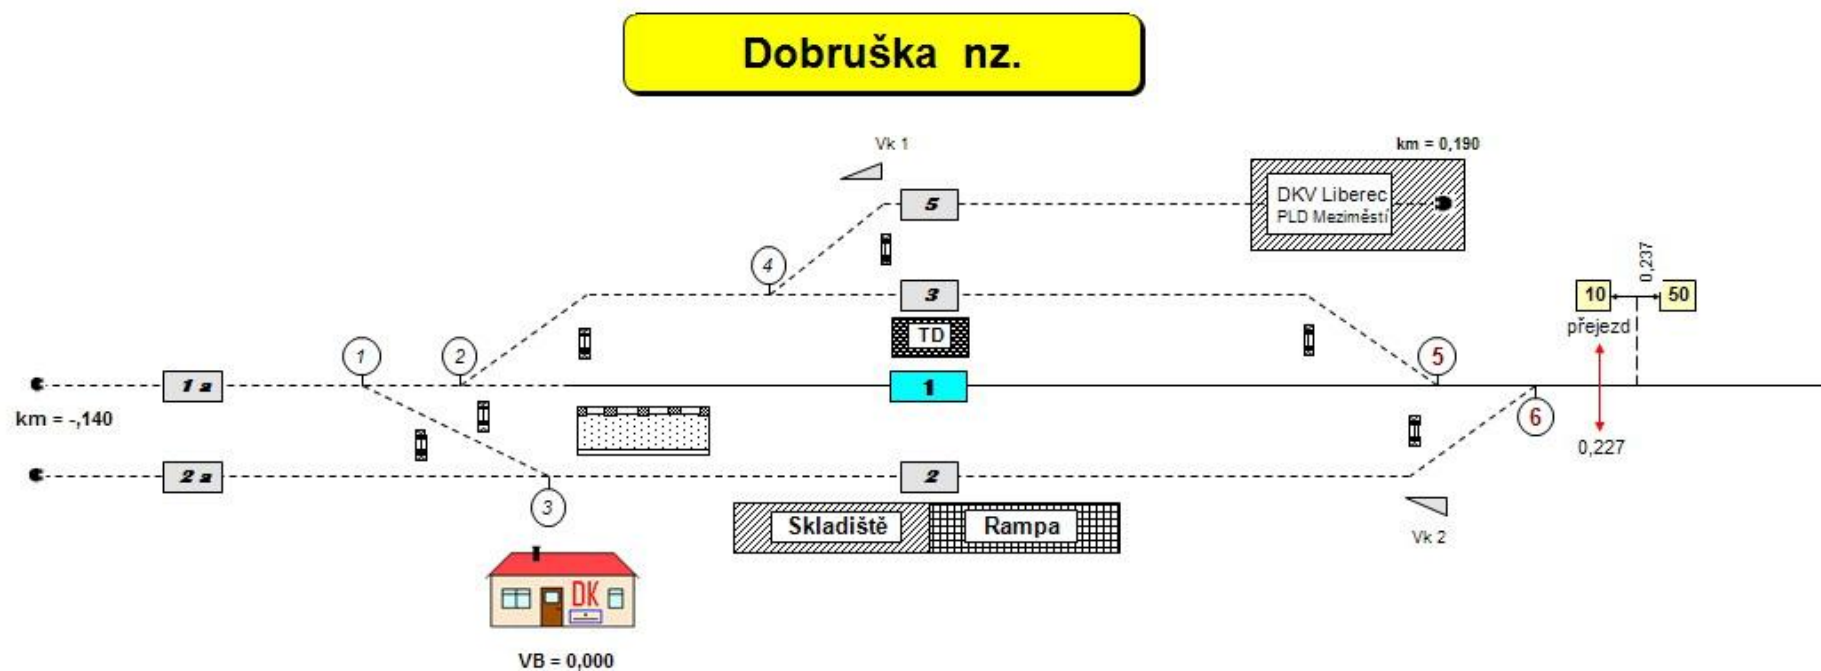 Dobruška nz.
Vk 1
km = 0,190
5
DKV Liberec
PLD Meziměstí
4
0,237
3
10
50
přejezd
TD
1
2
5
1 a
1
6
km = -,140
0,227
2 a
2
3
Skladiště
Rampa
Vk 2
DK
VB = 0,000